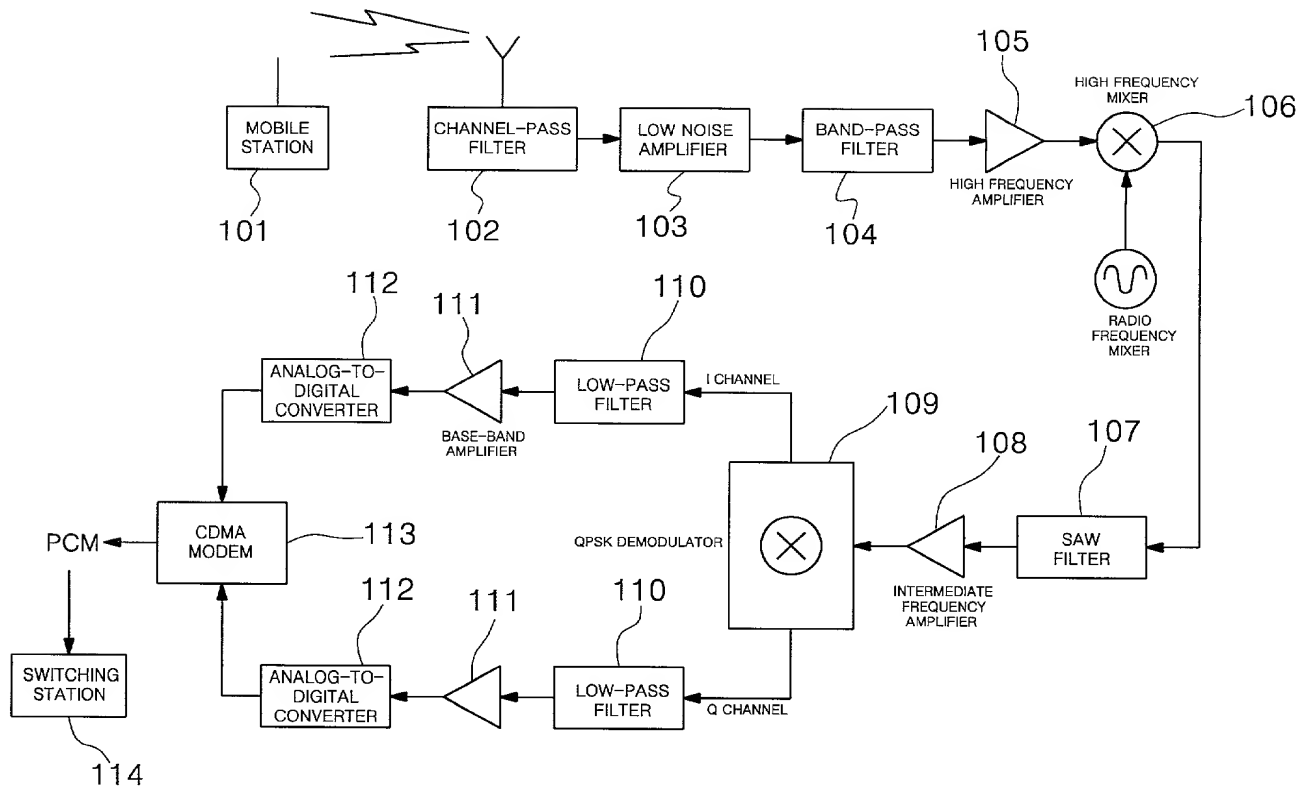 105
HIGH FREQUENCY
MIXER
106
MOBILE
STATION
CHANNEL-PASS
FILTER
LOW NOISE
AMPLIFIER
BAND-PASS
FILTER
HIGH FREQUENCY
AMPLIFIER
101
102
103
104
RADIO
FREQUENCY
MIXER
112
111
110
ANALOG-TO-
DIGITAL
CONVERTER
BASE-BAND
AMPLIFIER
LOW-PASS
FILTER
I CHANNEL
109
108
107
PCM
CDMA
MODEM
113
QPSK DEMODULATOR
INTERMEDIATE
FREQUENCY
AMPLIFIER
SAW
FILTER
112
111
110
SWITCHING
STATION
ANALOG-TO-
DIGITAL
CONVERTER
LOW-PASS
FILTER
Q CHANNEL
114